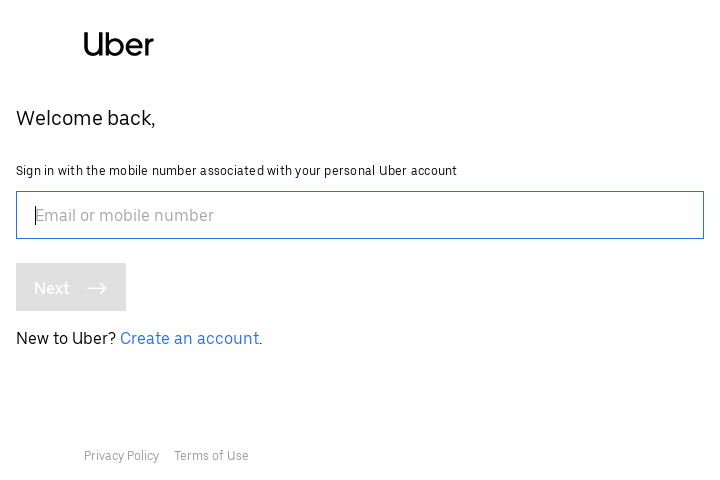 Uber
Welcome back,
Sign in with the mobile number associated with your personal Uber account
Email or mobile number
Next
New to Uber? Create an account.
Privacy Policy Terms of Use